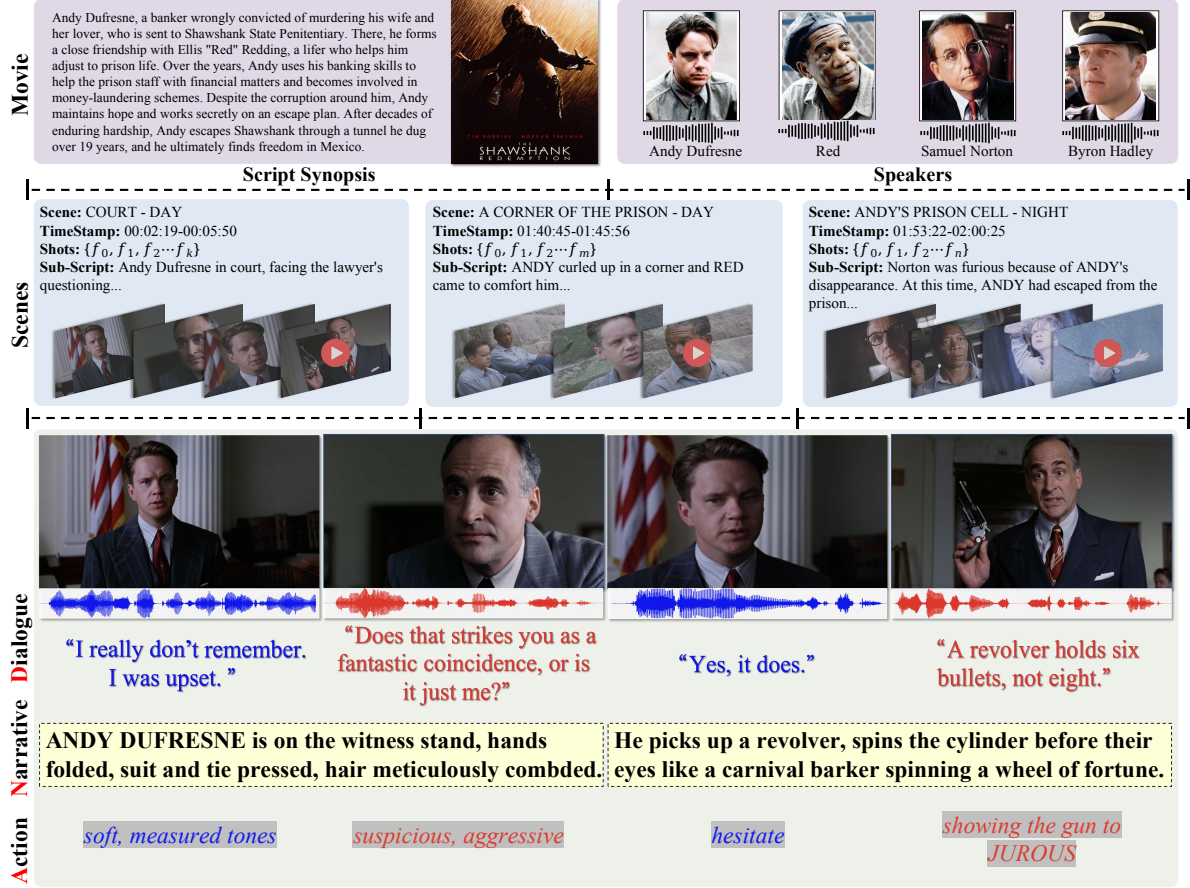 Movie
Andy Dufresne, a banker wrongly convicted of murdering his wife and
her lover, who is sent to Shawshank State Penitentiary. There, he forms
a close friendship with Ellis "Red" Redding, a lifer who helps him
adjust to prison life. Over the years, Andy uses his banking skills to
help the prison staff with financial matters and becomes involved in
money-laundering schemes. Despite the corruption around him, Andy
maintains hope and works secretly on an escape plan. After decades of
enduring hardship, Andy escapes Shawshank through a tunnel he dug
over 19 years, and he ultimately finds freedom in Mexico.
TIM ROBBINS MORGAN FREEMAN
THE
SHAWSHANK
REDEMPTION
Andy Dufresne
Red
Samuel Norton
Byron Hadley
Script Synopsis
Speakers
Scenes
Scene: COURT - DAY
TimeStamp: 00:02:19-00:05:50
Shots: {f0, f1, f2⋯fk}
Sub-Script: Andy Dufresne in court, facing the lawyer's
questioning...
Scene: A CORNER OF THE PRISON - DAY
TimeStamp: 01:40:45-01:45:56
Shots: {f0, f1, f2⋯fm}
Sub-Script: ANDY curled up in a corner and RED
came to comfort him...
Scene: ANDY'S PRISON CELL - NIGHT
TimeStamp: 01:53:22-02:00:25
Shots: {f0, f1, f2⋯fn}
Sub-Script: Norton was furious because of ANDY's
disappearance. At this time, ANDY had escaped from the
prison...
Dialogue
“I really don’t remember.
I was upset. ”
“Does that strikes you as a
fantastic coincidence, or is
it just me?”
“Yes, it does.”
“A revolver holds six
bullets, not eight.”
Narrative
ANDY DUFRESNE is on the witness stand, hands
folded, suit and tie pressed, hair meticulously combded.
He picks up a revolver, spins the cylinder before their
eyes like a carnival barker spinning a wheel of fortune.
Action
soft, measured tones
suspicious, aggressive
hesitate
showing the gun to
JUROUS